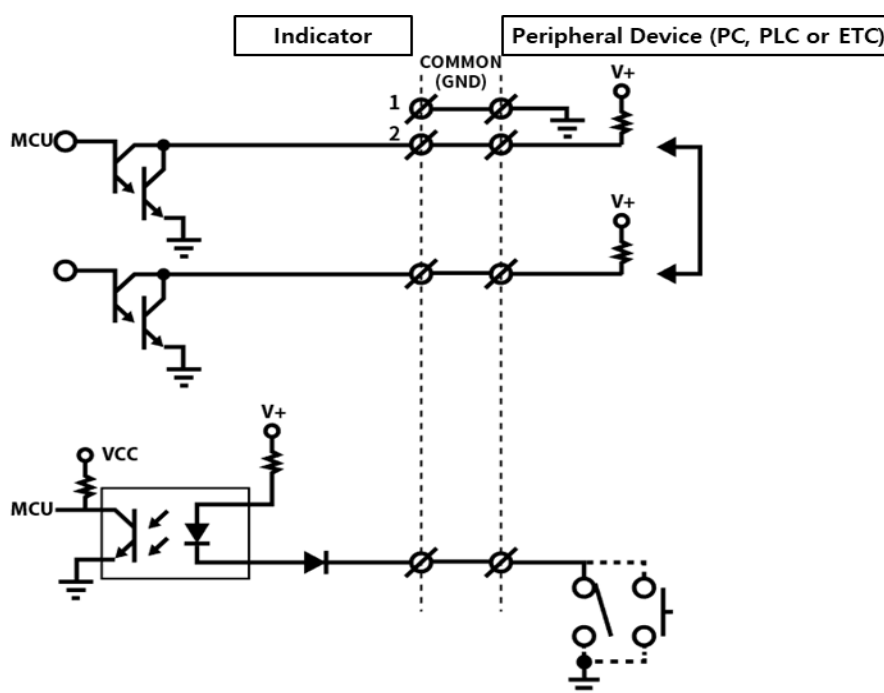 Indicator
Peripheral Device (PC, PLC or ETC)
COMMON
(GND)
V+
1
2
MCU
V+
V+
VCC
MCU